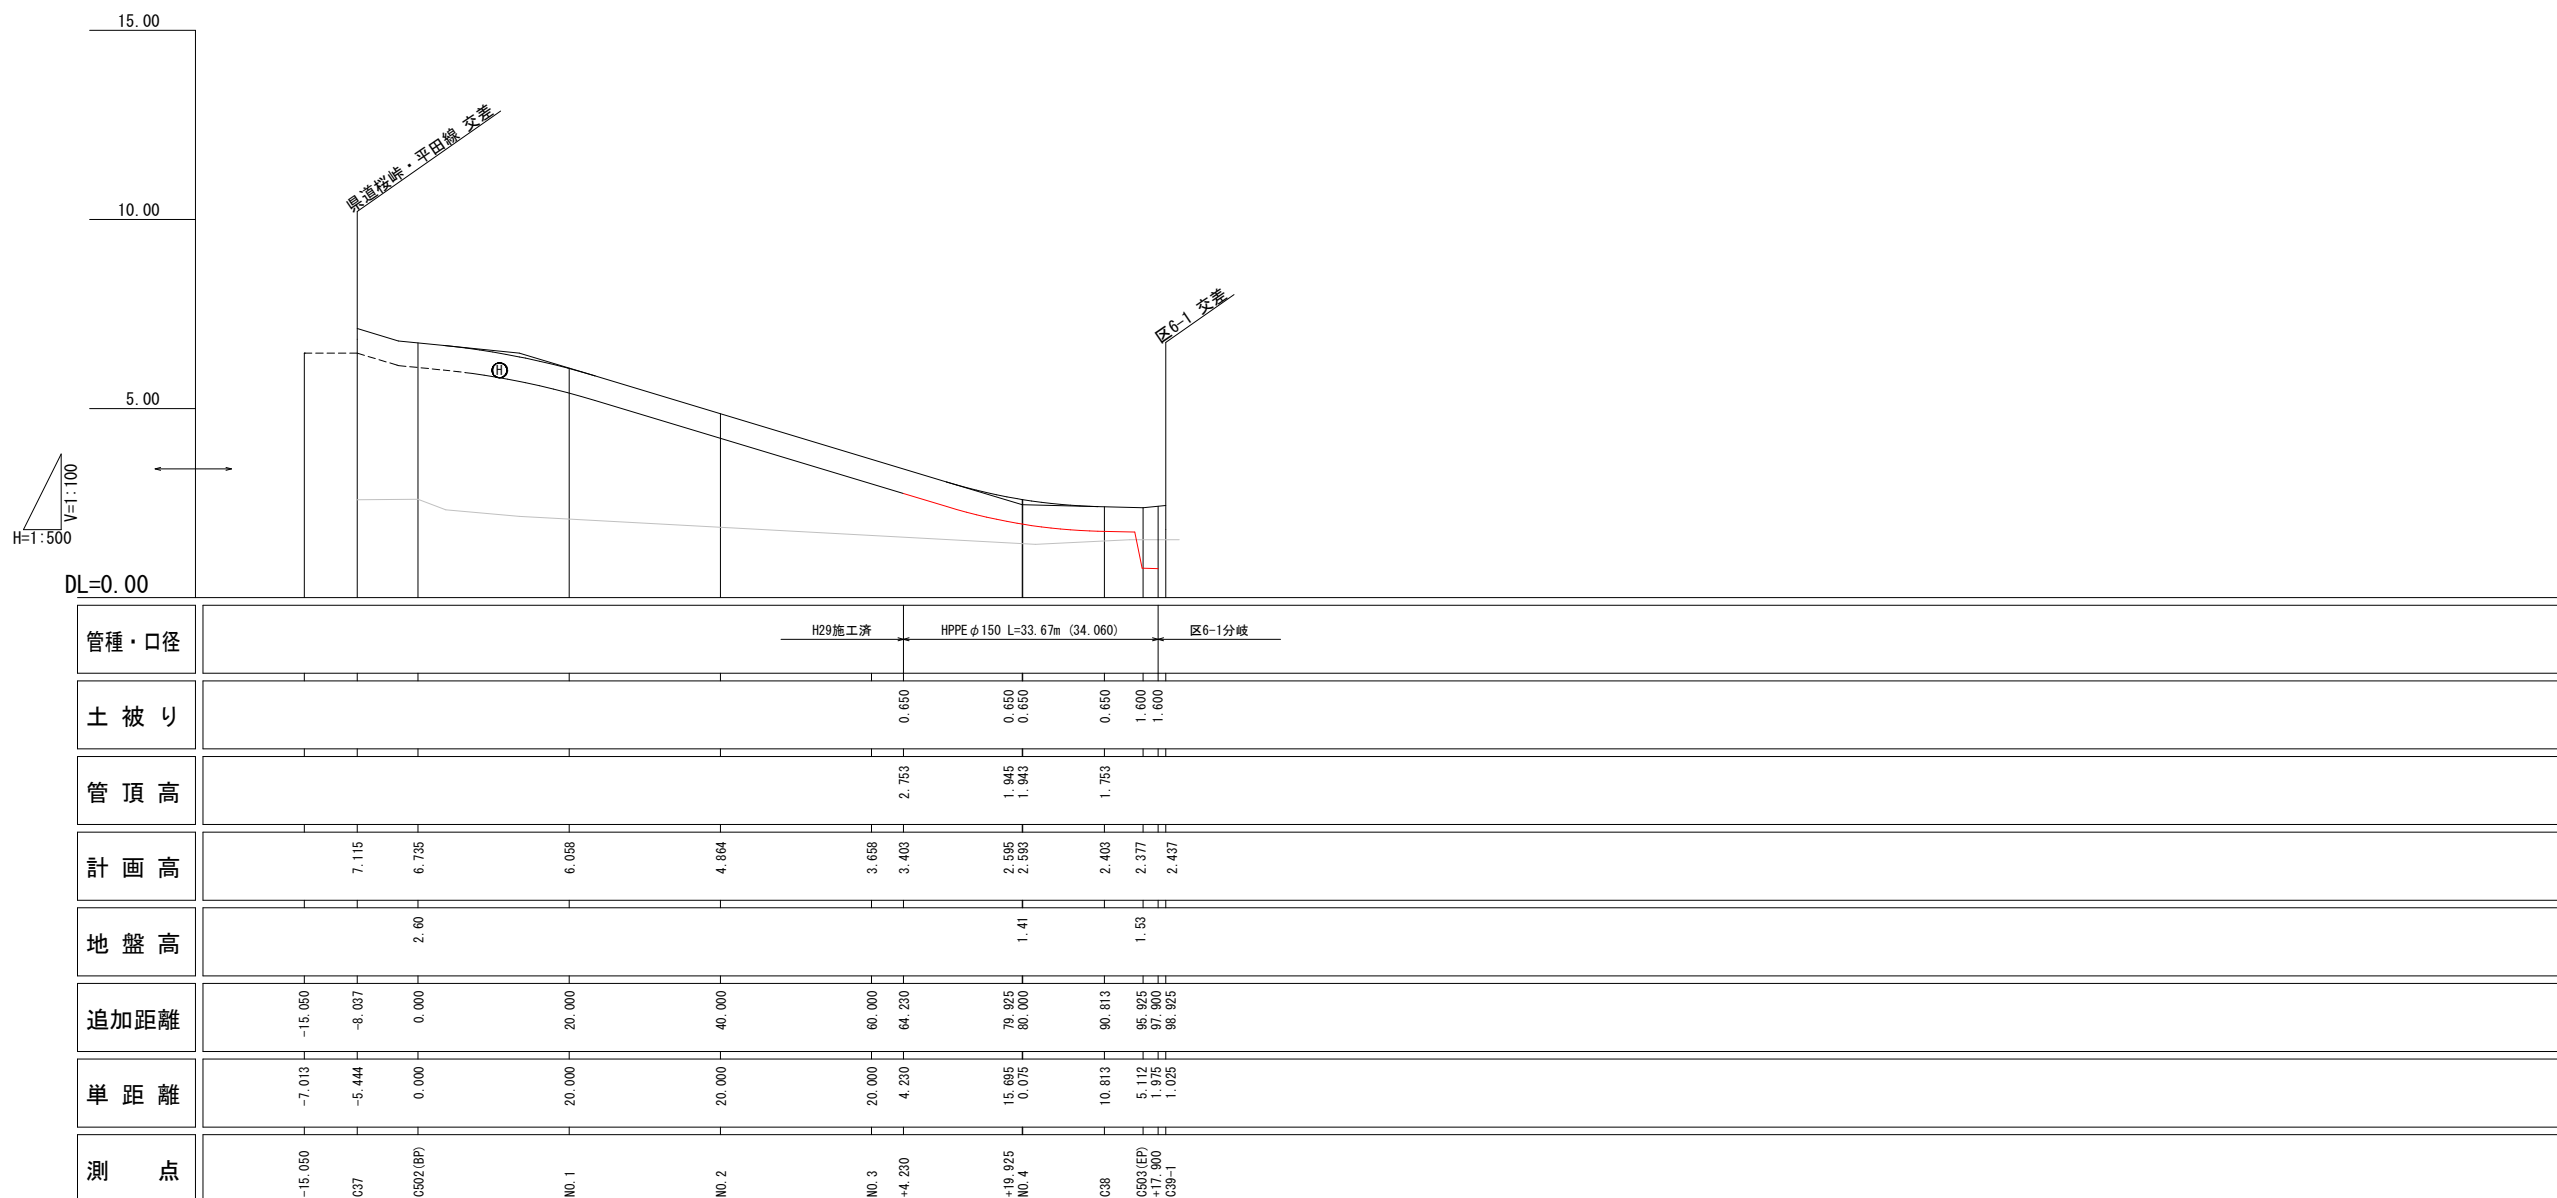 15.00
県道桜峠・平田線 交差
10.00
区6-1 交差
H
5.00
V=1:100
H=1:500
DL=0.00
管種・口径
H29施工済
HPPEφ150 L=33.67m (34.060)
区6-1分岐
土被り
0.650
0.650
0.650
0.650
1.600
1.600
管頂高
2.753
1.945
1.943
1.753
計画高
7.115
6.735
6.058
4.864
3.658
3.403
2.595
2.593
2.403
2.377
2.437
地盤高
2.60
1.41
1.53
追加距離
-15.050
-8.037
0.000
20.000
40.000
60.000
64.230
79.925
80.000
90.813
95.925
97.900
98.925
単距離
-7.013
-5.444
0.000
20.000
20.000
20.000
4.230
15.695
0.075
10.813
5.112
1.975
1.025
測点
-15.050
C37
C502(BP)
NO.1
NO.2
NO.3
+4.230
+19.925
NO.4
C38
C503(EP)
+17.900
C39-1